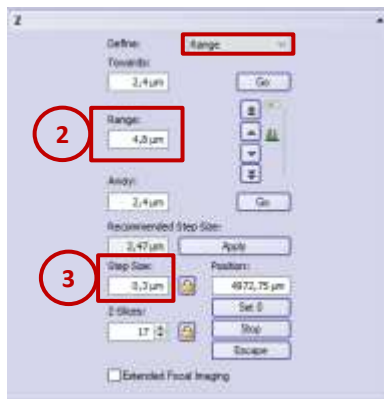 Z
Define: Range
Towards:
2,4 µm Go
2
Range:
4,8 µm
Away:
2,4 µm Go
Recommended Step Size:
2,47 µm Apply
3
Step Size: Position:
0,3 µm 4972,75 µm
Z Slices: Set 0
17 Stop
Escape
Extended Focal Imaging